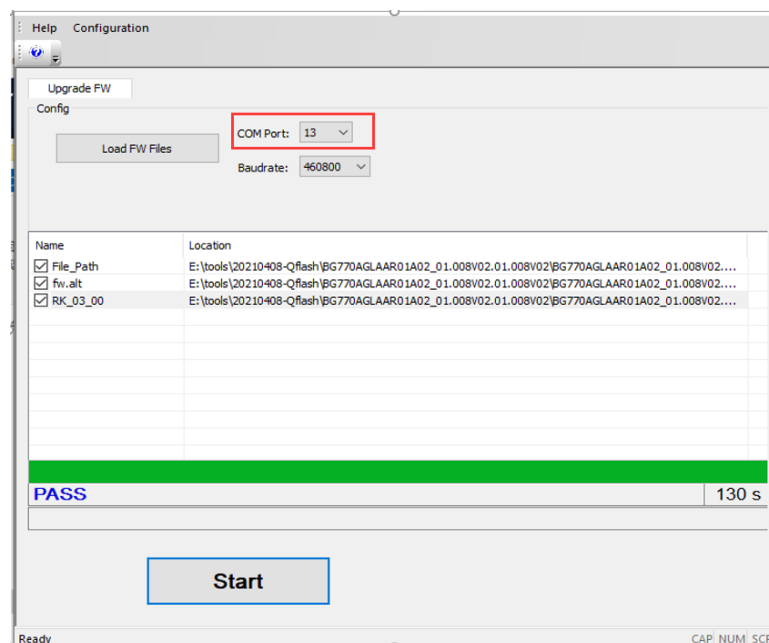 Help Configuration
Upgrade FW
Config
COM Port: 13
Load FW Files
Baudrate: 460800
Name Location
File_Path E:\tools\20210408-Qflash\BG770AGLAAR01A02_01.008V02.01.008V02\BG770AGLAAR01A02_01.008V02....
fw.alt E:\tools\20210408-Qflash\BG770AGLAAR01A02_01.008V02.01.008V02\BG770AGLAAR01A02_01.008V02....
RK_03_00 E:\tools\20210408-Qflash\BG770AGLAAR01A02_01.008V02.01.008V02\BG770AGLAAR01A02_01.008V02....
PASS 130 s
Start
Ready CAP NUM SCR